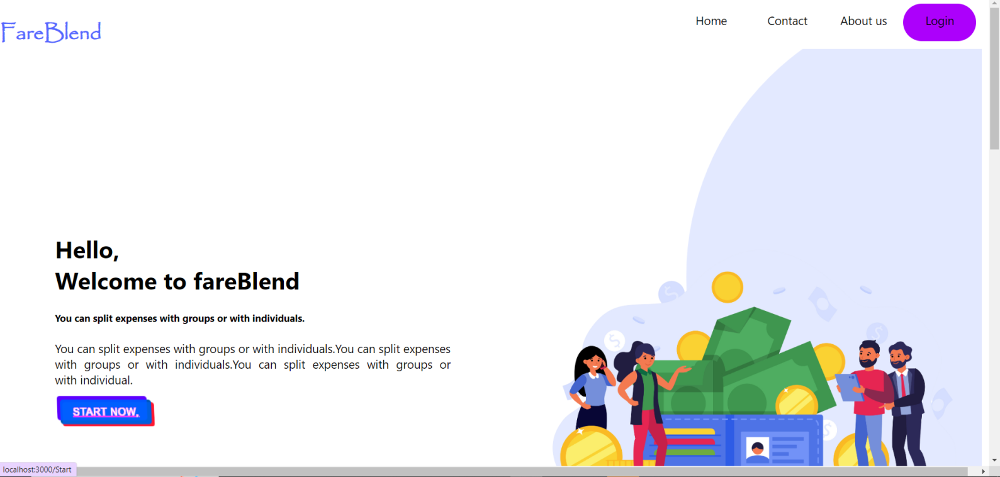 FareBlend
Home Contact About us Login
Hello,
Welcome to fareBlend
You can split expenses with groups or with individuals.
You can split expenses with groups or with individuals.You can split expenses
with groups or with individuals.You can split expenses with groups or
with individual.
START NOW.
localhost:3000/Start